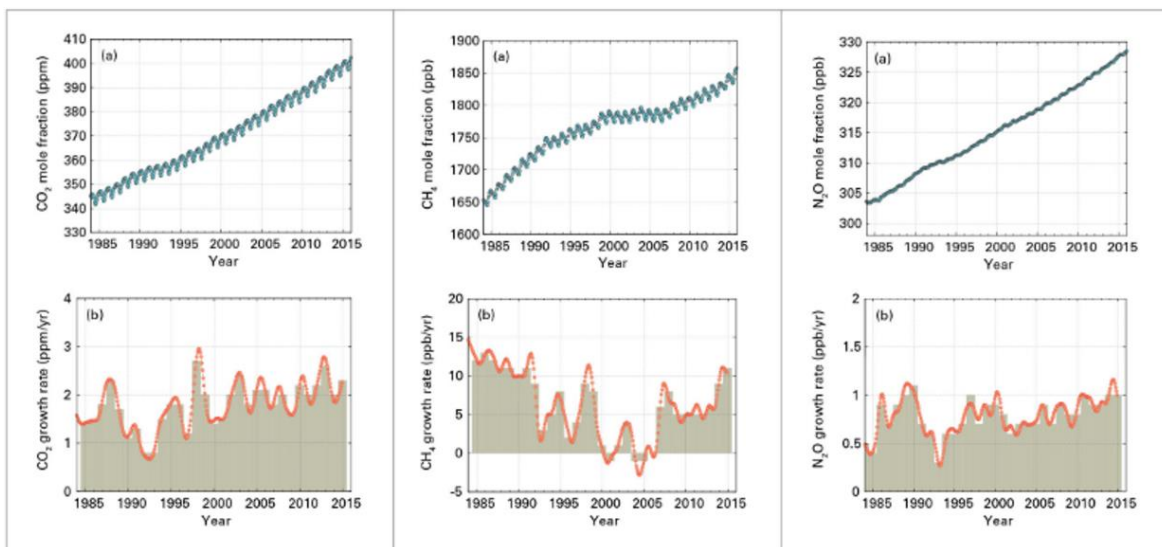 CO2 mole fraction (ppm)
410
400
390
380
370
360
350
340
330
(a)
1985 1990 1995 2000 2005 2010 2015
Year
CH4 mole fraction (ppb)
1900
1850
1800
1750
1700
1650
1600
(a)
1985 1990 1995 2000 2005 2010 2015
Year
N2O mole fraction (ppb)
330
325
320
315
310
305
300
(a)
1985 1990 1995 2000 2005 2010 2015
Year
CO2 growth rate (ppm/yr)
4
3
2
1
0
(b)
1985 1990 1995 2000 2005 2010 2015
Year
CH4 growth rate (ppb/yr)
20
15
10
5
0
-5
(b)
1985 1990 1995 2000 2005 2010 2015
Year
N2O growth rate (ppb/yr)
2
1.5
1
0.5
0
(b)
1985 1990 1995 2000 2005 2010 2015
Year